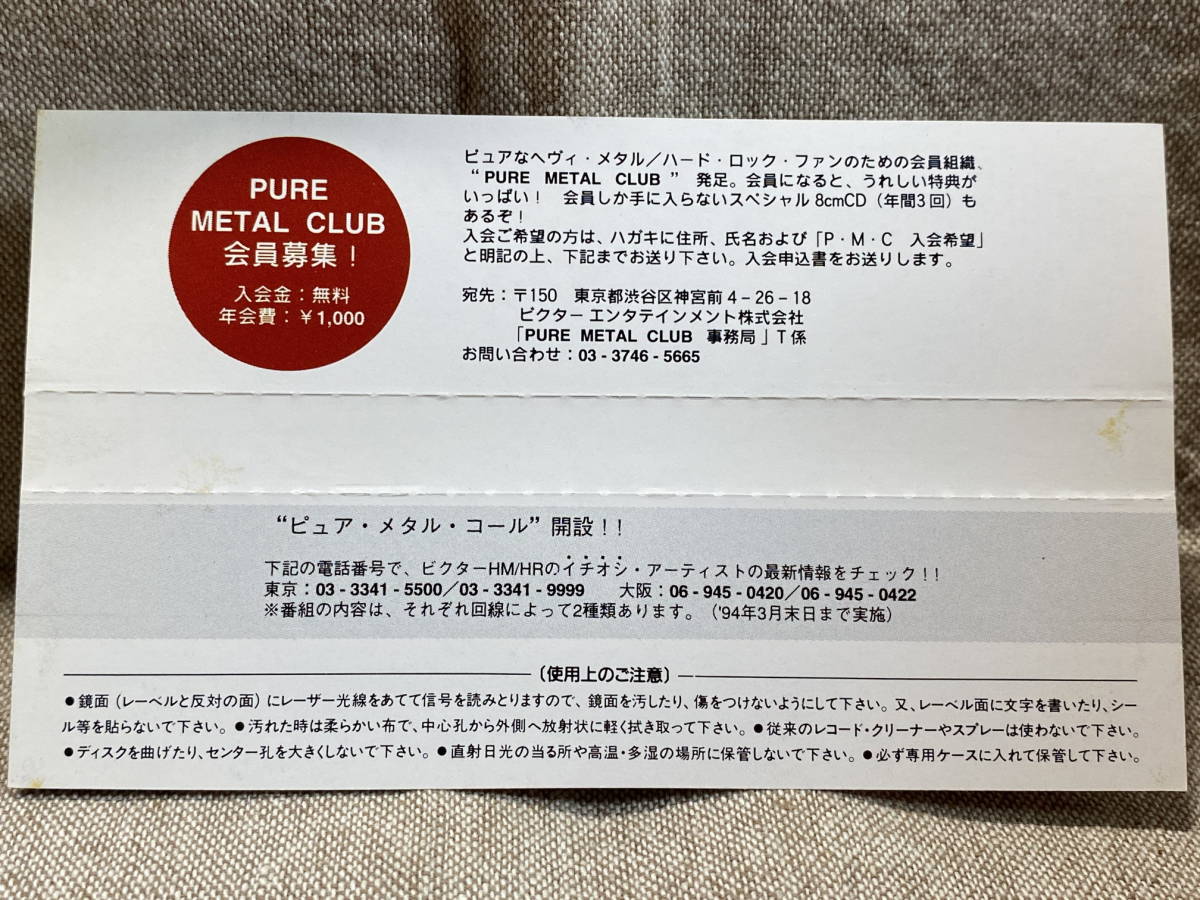 PURE
METAL CLUB
会員募集！
入会金：無料
年会費：￥1,000
ピュアなヘヴィ・メタル／ハード・ロック・ファンのための会員組織、
“ PURE METAL CLUB ” 発足。会員になると、うれしい特典が
いっぱい！ 会員しか手に入らないスペシャル8cmCD（年間3回）も
あるぞ！
入会ご希望の方は、ハガキに住所、氏名および「P・M・C 入会希望」
と明記の上、下記までお送り下さい。入会申込書をお送りします。
宛先：〒150 東京都渋谷区神宮前4－26－18
ビクター エンタテインメント株式会社
「PURE METAL CLUB 事務局」T係
お問い合わせ：03 - 3746 - 5665
“ピュア・メタル・コール”開設！！
下記の電話番号で、ビクターHM/HRのイチオシ・アーティストの最新情報をチェック！！
東京：03 - 3341 - 5500／03 - 3341 - 9999 大阪：06 - 945 - 0420／06 - 945 - 0422
※番組の内容は、それぞれ回線によって2種類あります。（'94年3月末日まで実施）
〔使用上のご注意〕
●鏡面（レーベルと反対の面）にレーザー光線をあてて信号を読みとりますので、鏡面を汚したり、傷をつけないようにして下さい。又、レーベル面に文字を書いたり、シー
ル等を貼らないで下さい。●汚れた時は柔らかい布で、中心孔から外側へ放射状に軽く拭き取って下さい。●従来のレコード・クリーナーやスプレーは使わないで下さい。
●ディスクを曲げたり、センター孔を大きくしないで下さい。●直射日光の当る所や高温・多湿の場所に保管しないで下さい。●必ず専用ケースに入れて保管して下さい。